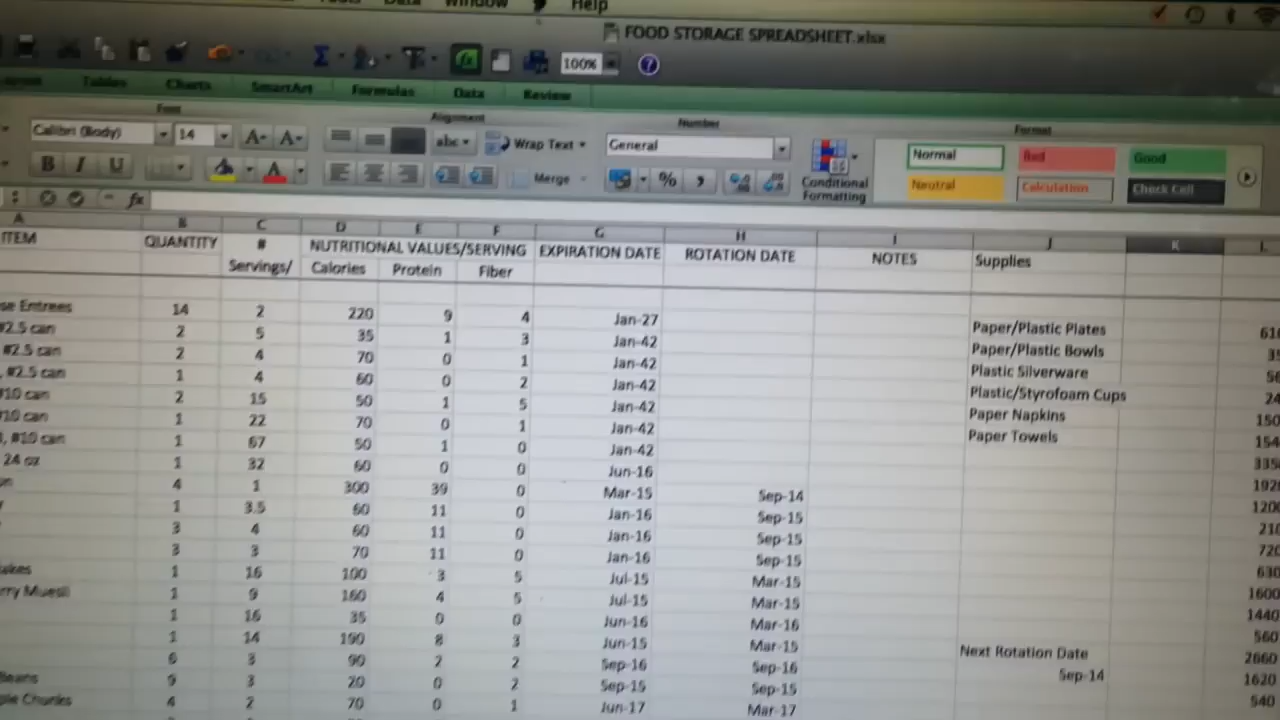 Tools Data Window Help
FOOD STORAGE SPREADSHEET.xlsx
100%
Tables Charts SmartArt Formulas Data Review
Font Alignment Number Format
Calibri (Body) 14 A- A- abc Wrap Text General Normal Bad Good
B I U A Merge % Conditional Formatting Neutral Calculation Check Cell
fx
A B C D E F G H I J K L
ITEM QUANTITY # NUTRITIONAL VALUES/SERVING EXPIRATION DATE ROTATION DATE NOTES Supplies
Servings/ Calories Protein Fiber
se Entrees 14 2 220 9 4 Jan-27 Paper/Plastic Plates
#2.5 can 2 5 35 1 3 Jan-42 Paper/Plastic Bowls
#2.5 can 2 4 70 0 1 Jan-42 Plastic Silverware
, #2.5 can 1 4 60 0 2 Jan-42 Plastic/Styrofoam Cups
#10 can 2 15 50 1 5 Jan-42 Paper Napkins
#10 can 1 22 70 0 1 Jan-42 Paper Towels
, #10 can 1 67 50 1 0 Jan-42
24 oz 1 32 60 0 0 Jun-16
4 1 300 39 0 Mar-15 Sep-14
1 3.5 60 11 0 Jan-16 Sep-15
3 4 60 11 0 Jan-16 Sep-15
3 3 70 11 0 Jan-16 Sep-15
1 16 100 3 5 Jul-15 Mar-15
rry Muesli 1 9 160 4 5 Jul-15 Mar-15
1 16 35 0 0 Jun-16 Mar-16
1 14 190 8 3 Jun-15 Mar-15 Next Rotation Date
6 3 90 2 2 Sep-16 Sep-16 Sep-14
Beans 9 3 20 0 2 Sep-15 Sep-15
ple Chunks 4 2 70 0 1 Jun-17 Mar-17